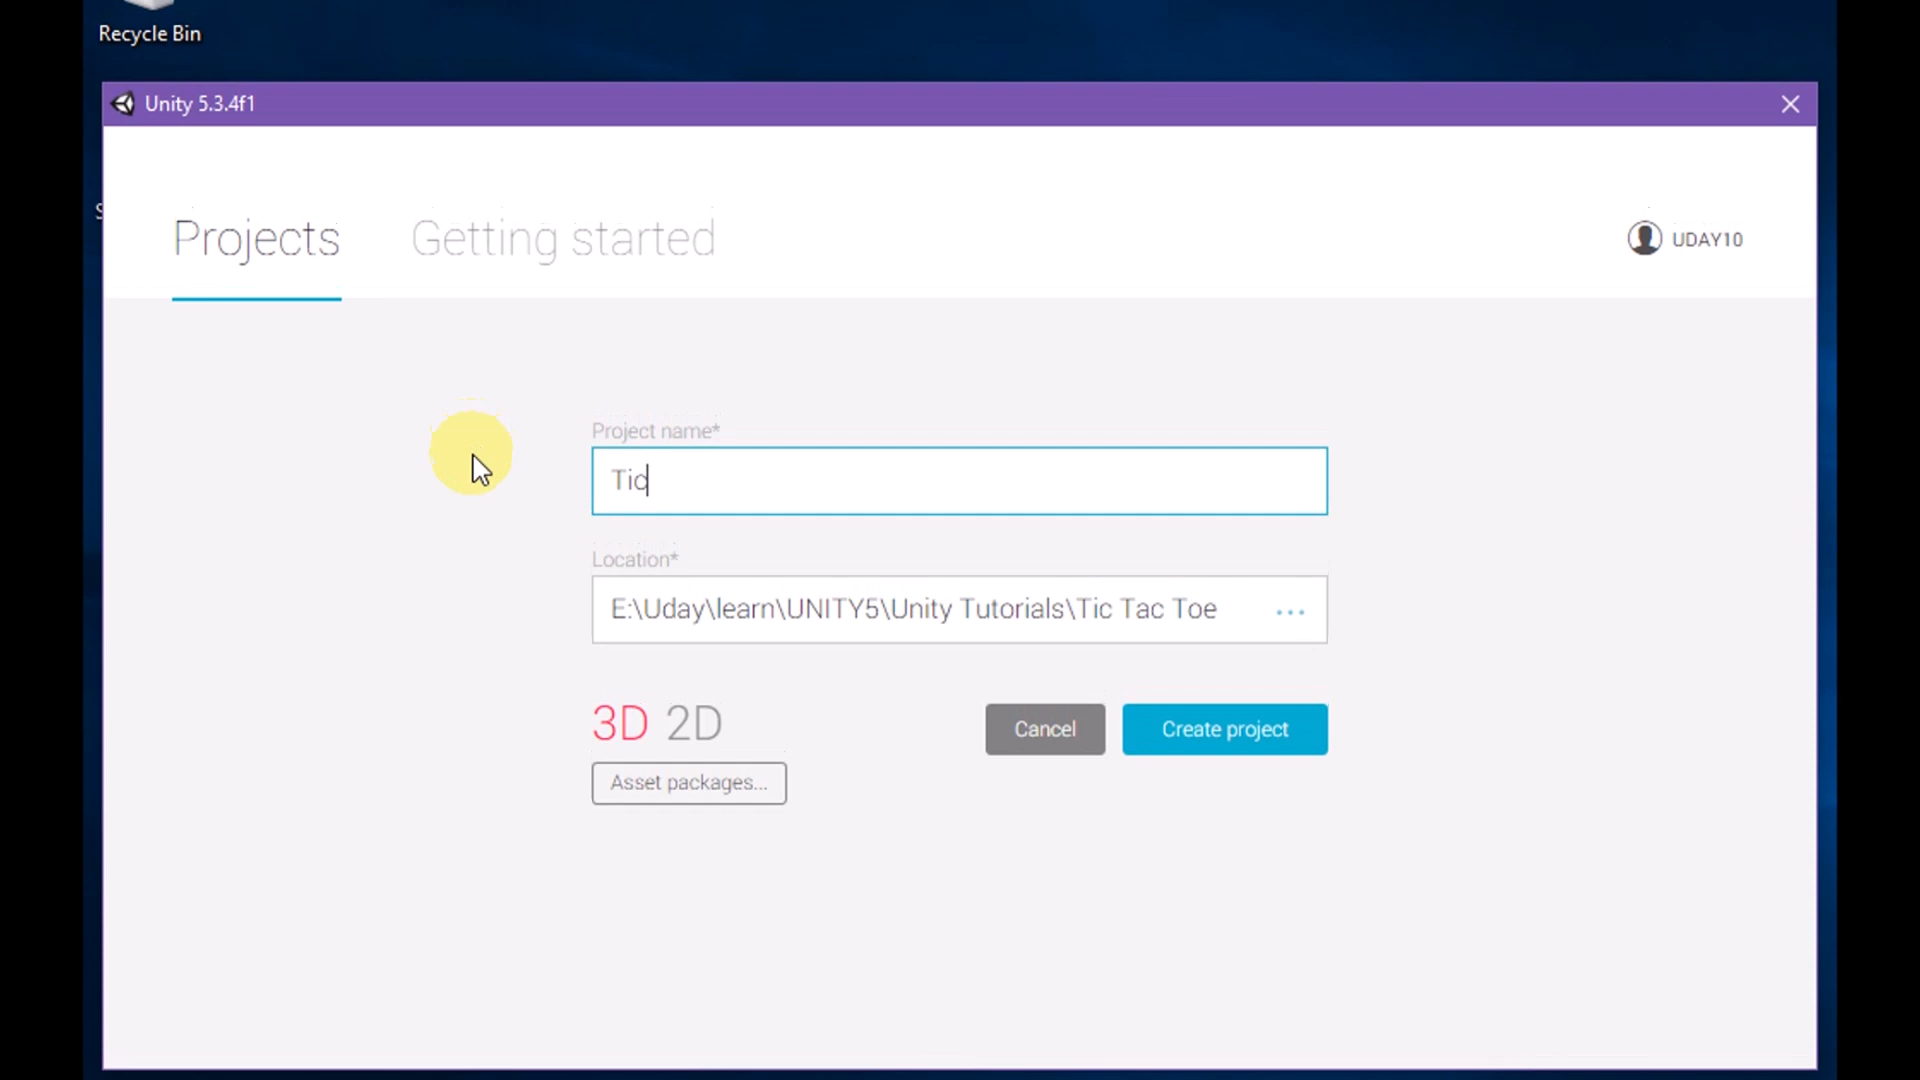 Recycle Bin
Unity 5.3.4f1
S
Projects Getting started
UDAY10
Project name*
Tic
Location*
E:\Uday\learn\UNITY5\Unity Tutorials\Tic Tac Toe ...
3D 2D
Cancel
Create project
Asset packages...